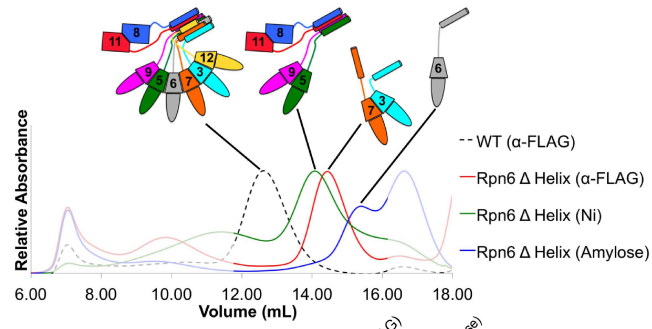 8
11
9
5
6
7
3
12
8
11
9
5
7
3
6
Relative Absorbance
WT (α-FLAG)
Rpn6 Δ Helix (α-FLAG)
Rpn6 Δ Helix (Ni)
Rpn6 Δ Helix (Amylose)
6.00 8.00 10.00 12.00 14.00 16.00 18.00
Volume (mL)